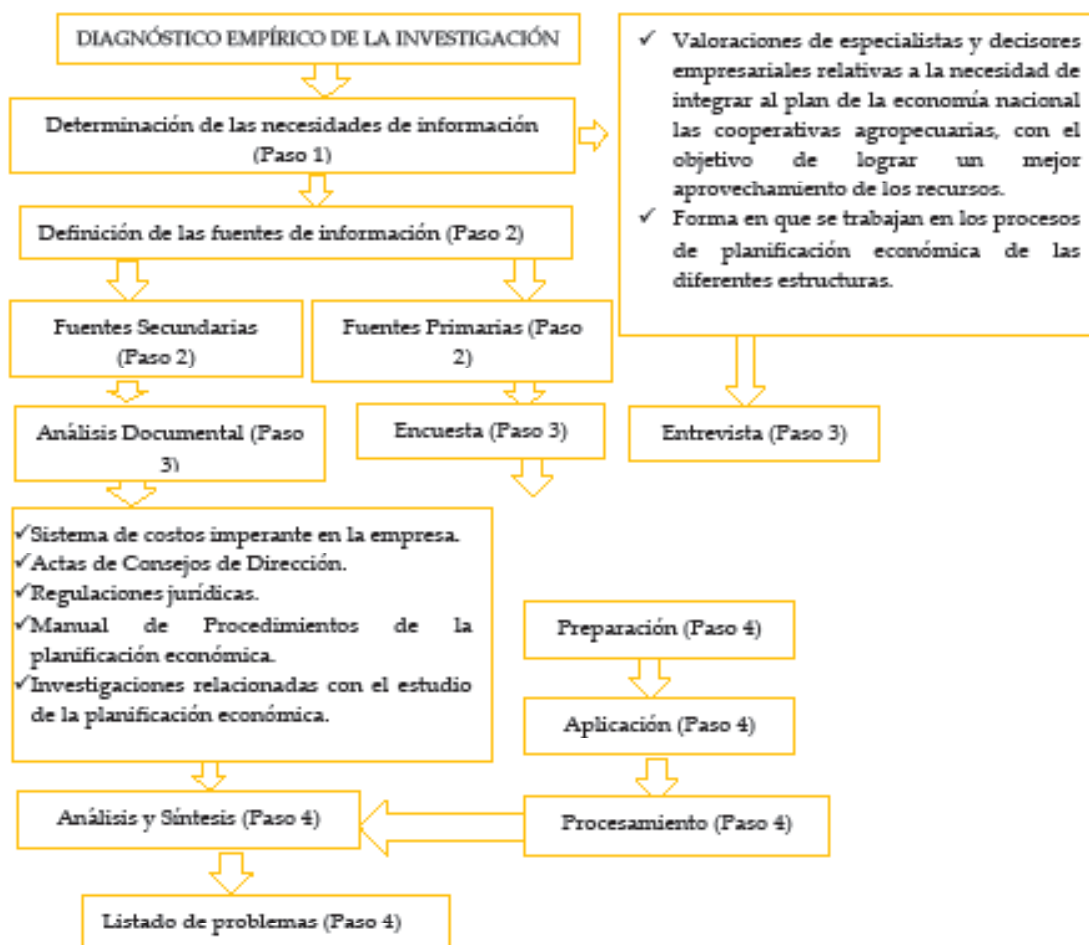 DIAGNÓSTICO EMPÍRICO DE LA INVESTIGACIÓN
Determinación de las necesidades de información
(Paso 1)
✓ Valoraciones de especialistas y decisores
empresariales relativas a la necesidad de
integrar al plan de la economía nacional
las cooperativas agropecuarias, con el
objetivo de lograr un mejor
aprovechamiento de los recursos.
✓ Forma en que se trabajan en los procesos
de planificación económica de las
diferentes estructuras.
Definición de las fuentes de información (Paso 2)
Fuentes Secundarias
(Paso 2)
Fuentes Primarias (Paso
2)
Análisis Documental (Paso
3)
Encuesta (Paso 3)
Entrevista (Paso 3)
✓Sistema de costos imperante en la empresa.
✓Actas de Consejos de Dirección.
✓Regulaciones jurídicas.
✓Manual de Procedimientos de la
planificación económica.
✓Investigaciones relacionadas con el estudio
de la planificación económica.
Preparación (Paso 4)
Aplicación (Paso 4)
Procesamiento (Paso 4)
Análisis y Síntesis (Paso 4)
Listado de problemas (Paso 4)